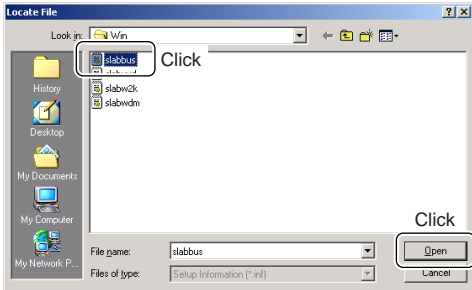 Locate File
Look in:
Win
slabbus
Click
slabw2k
slabwdm
History
Desktop
My Documents
My Computer
My Network P...
Click
File name:
slabbus
Open
Files of type:
Setup Information (*.inf)
Cancel